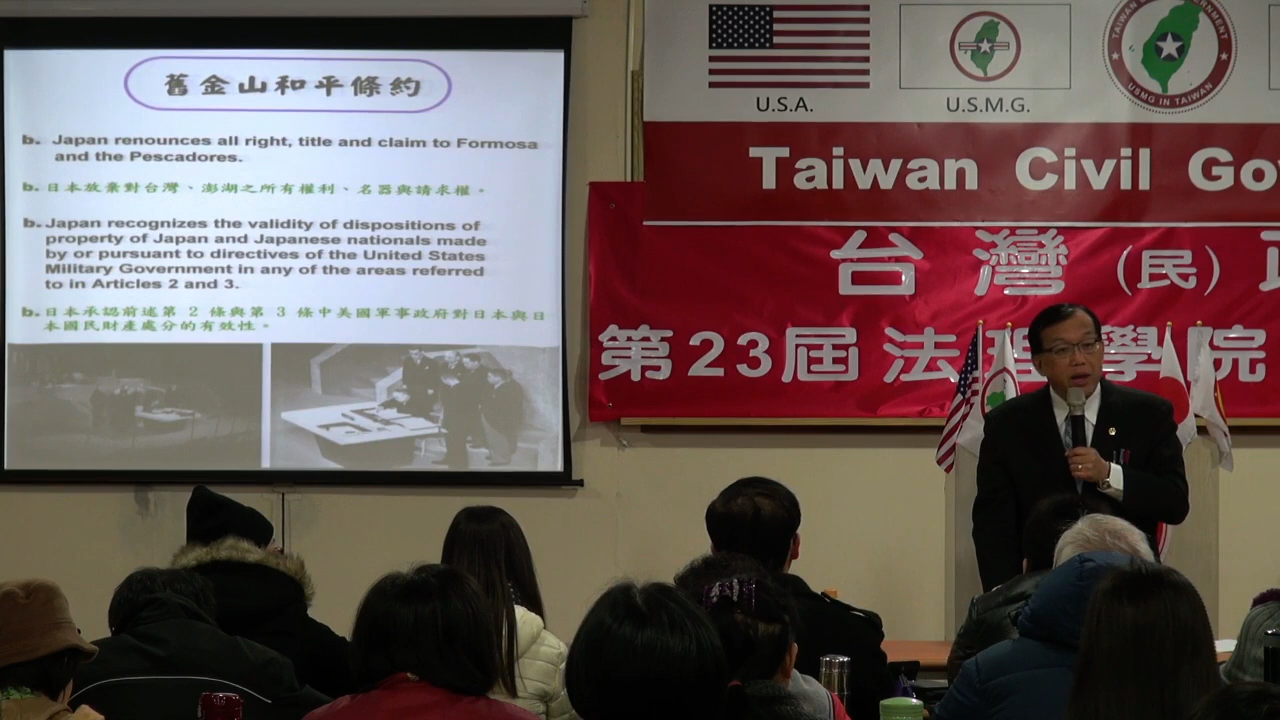 舊金山和平條約
b. Japan renounces all right, title and claim to Formosa
and the Pescadores.
b. 日本放棄對台灣、澎湖之所有權利、名器與請求權。
b. Japan recognizes the validity of dispositions of
property of Japan and Japanese nationals made
by or pursuant to directives of the United States
Military Government in any of the areas referred
to in Articles 2 and 3.
b. 日本承認前述第 2 條與第 3 條中美國軍事政府對日本與日
本國民財產處分的有效性。
U.S.A.
U.S.M.G.
USMG IN TAIWAN
Taiwan Civil Go
台灣(民)政
第23屆法理學院